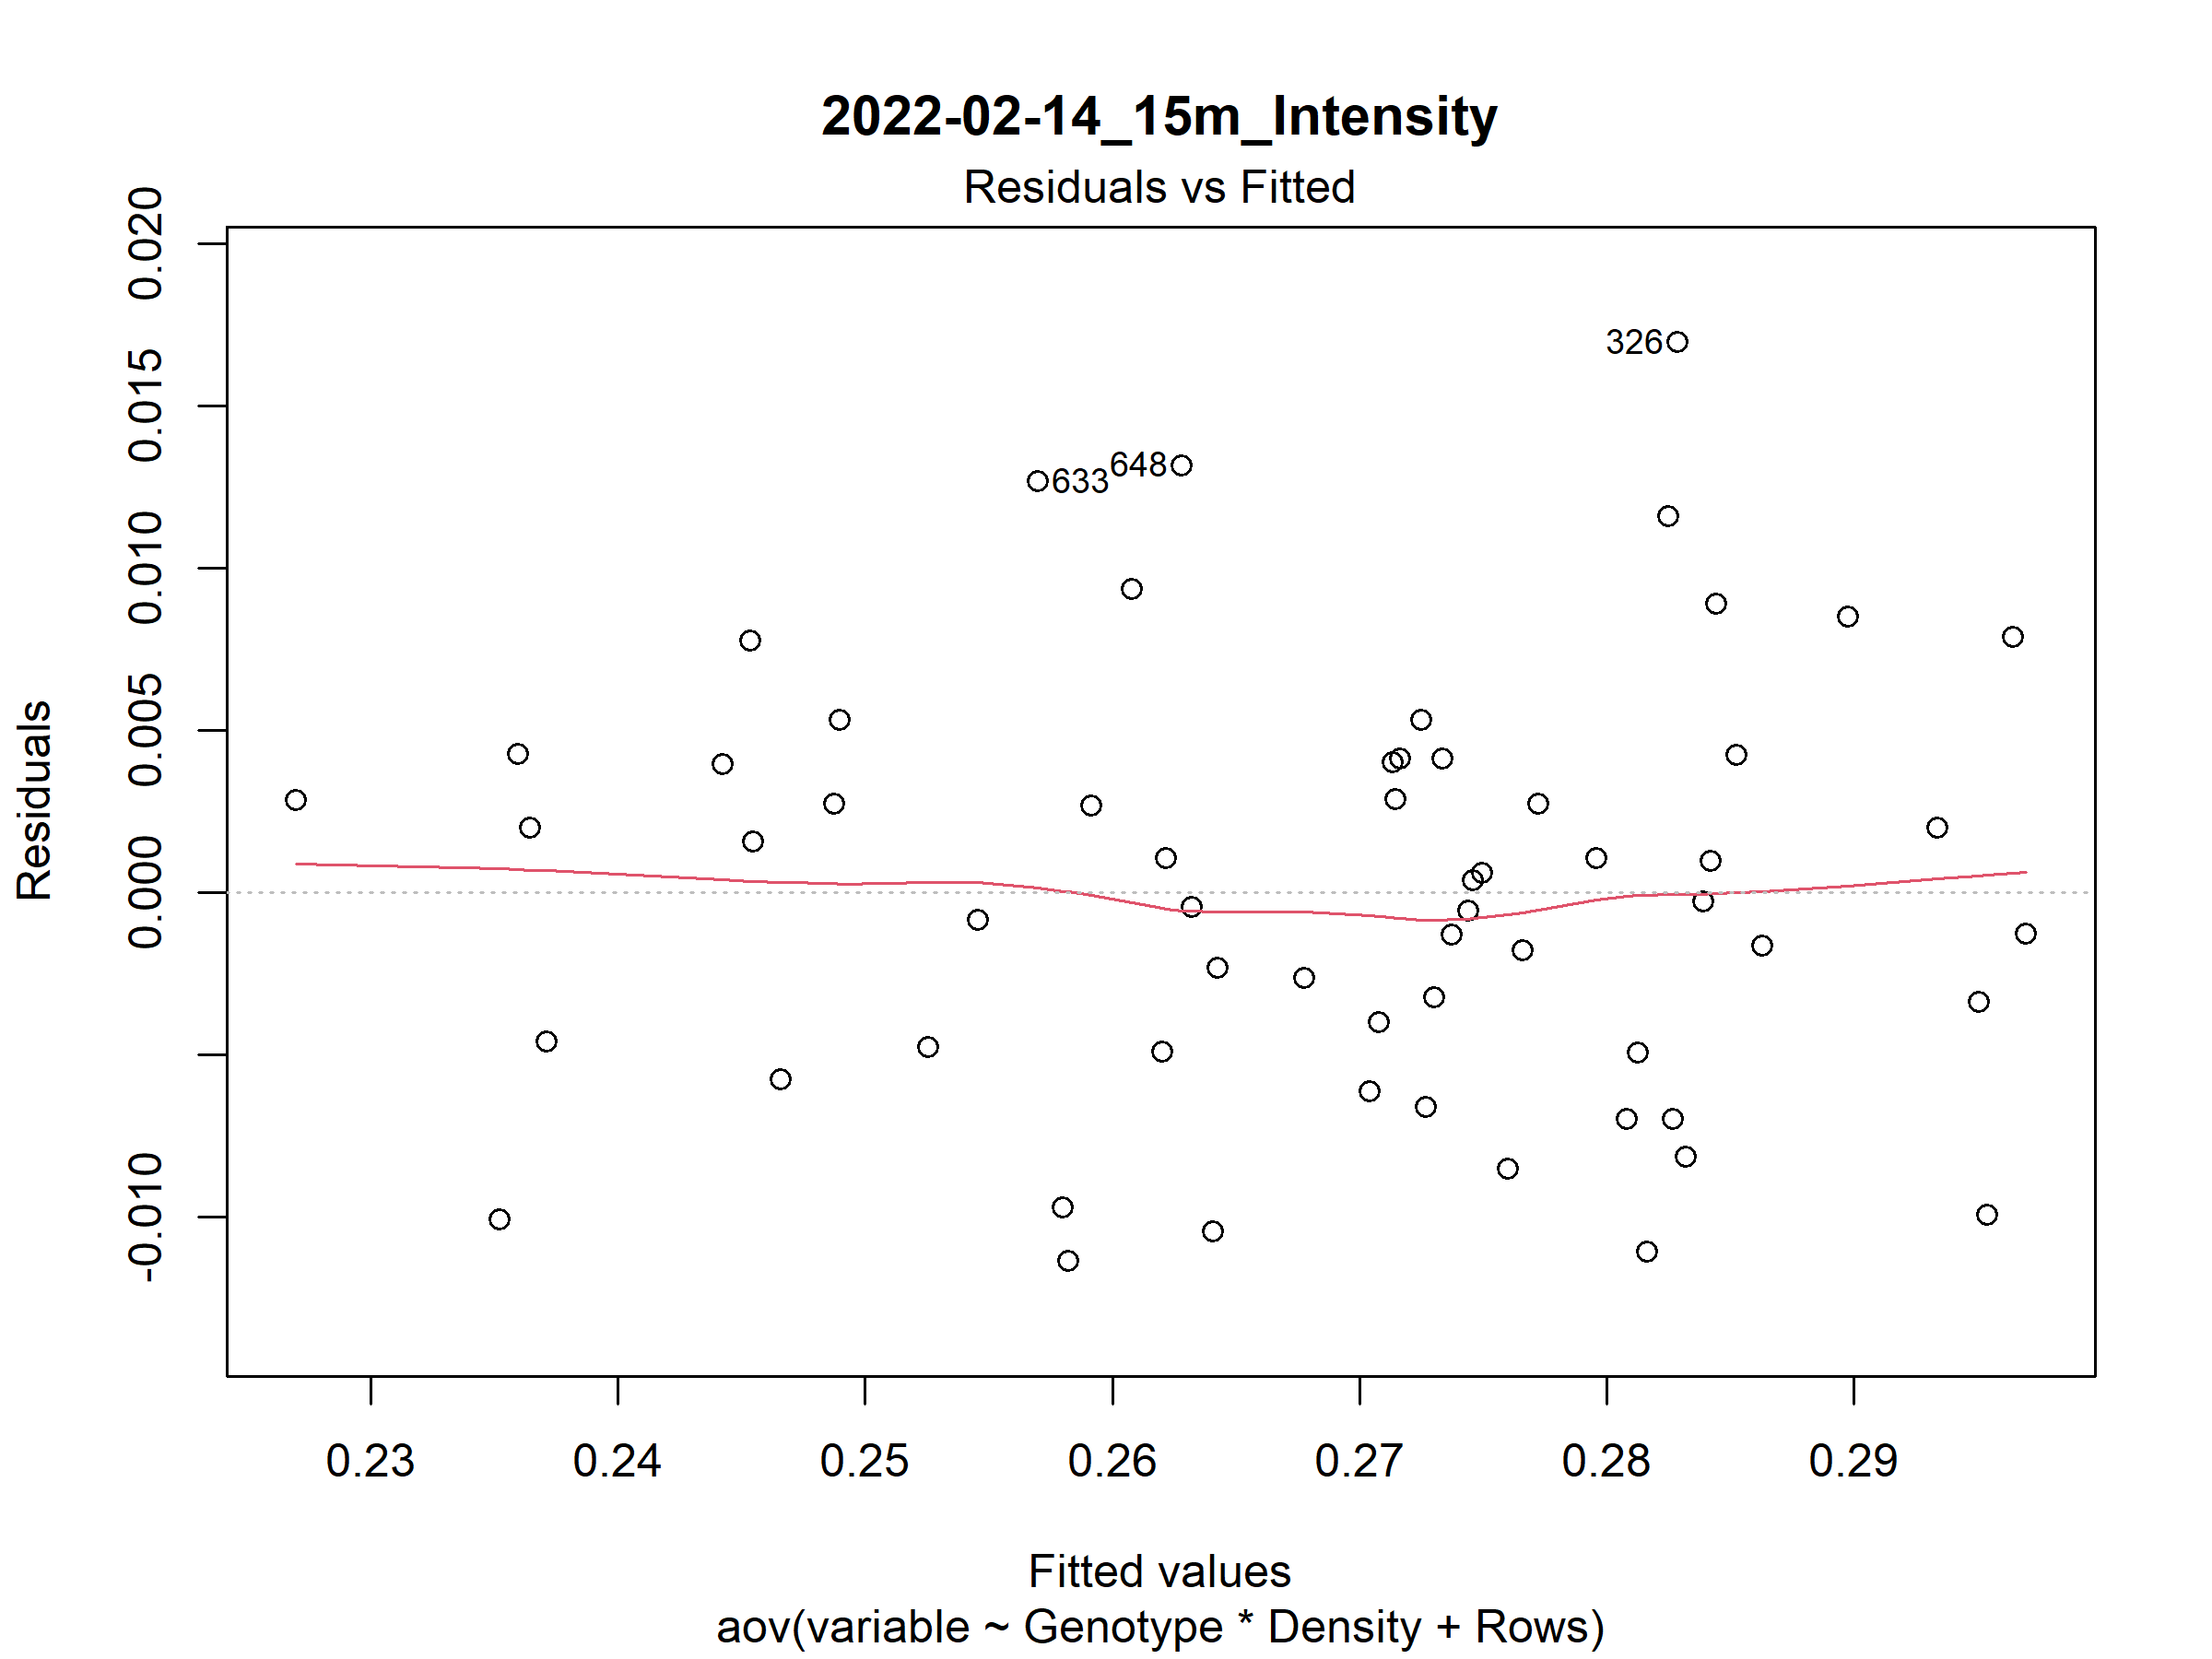 2022-02-14_15m_Intensity
Residuals vs Fitted
Residuals
0.020
0.015
0.010
0.005
0.000
-0.010
326
648
633
0.23 0.24 0.25 0.26 0.27 0.28 0.29
Fitted values
aov(variable ~ Genotype * Density + Rows)